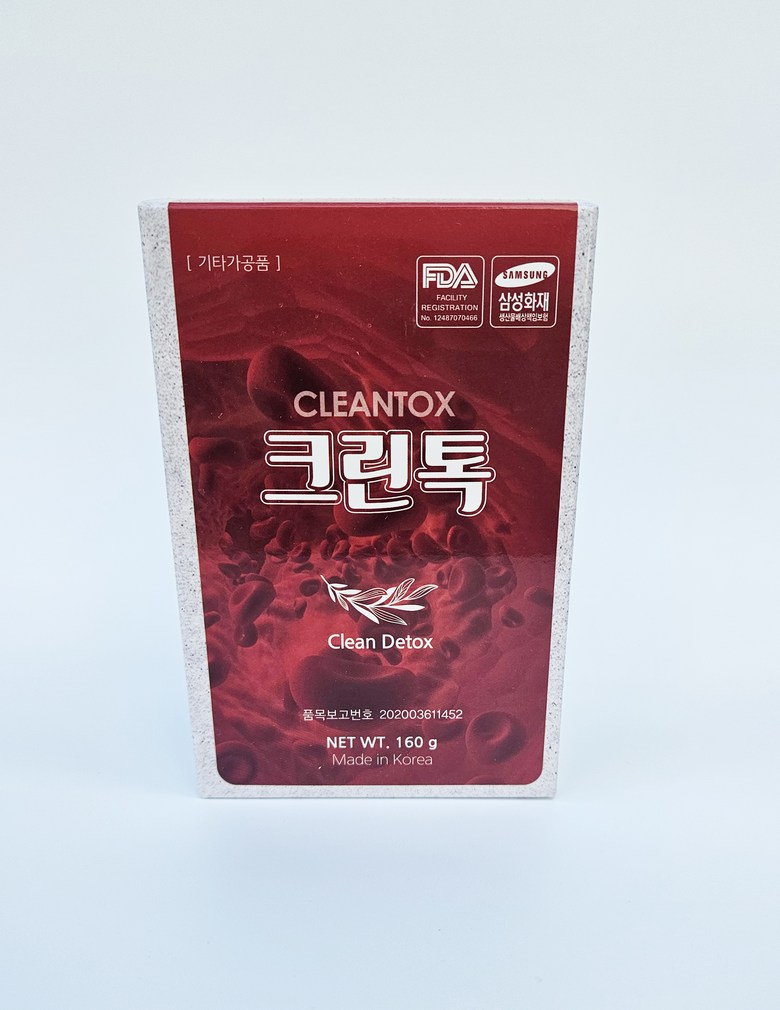 [ 기타가공품 ]
FDA
FACILITY
REGISTRATION
No. 12487070466
SAMSUNG
삼성화재
생산물배상책임보험
CLEANTOX
크린톡
Clean Detox
품목보고번호 202003611452
NET WT. 160 g
Made in Korea